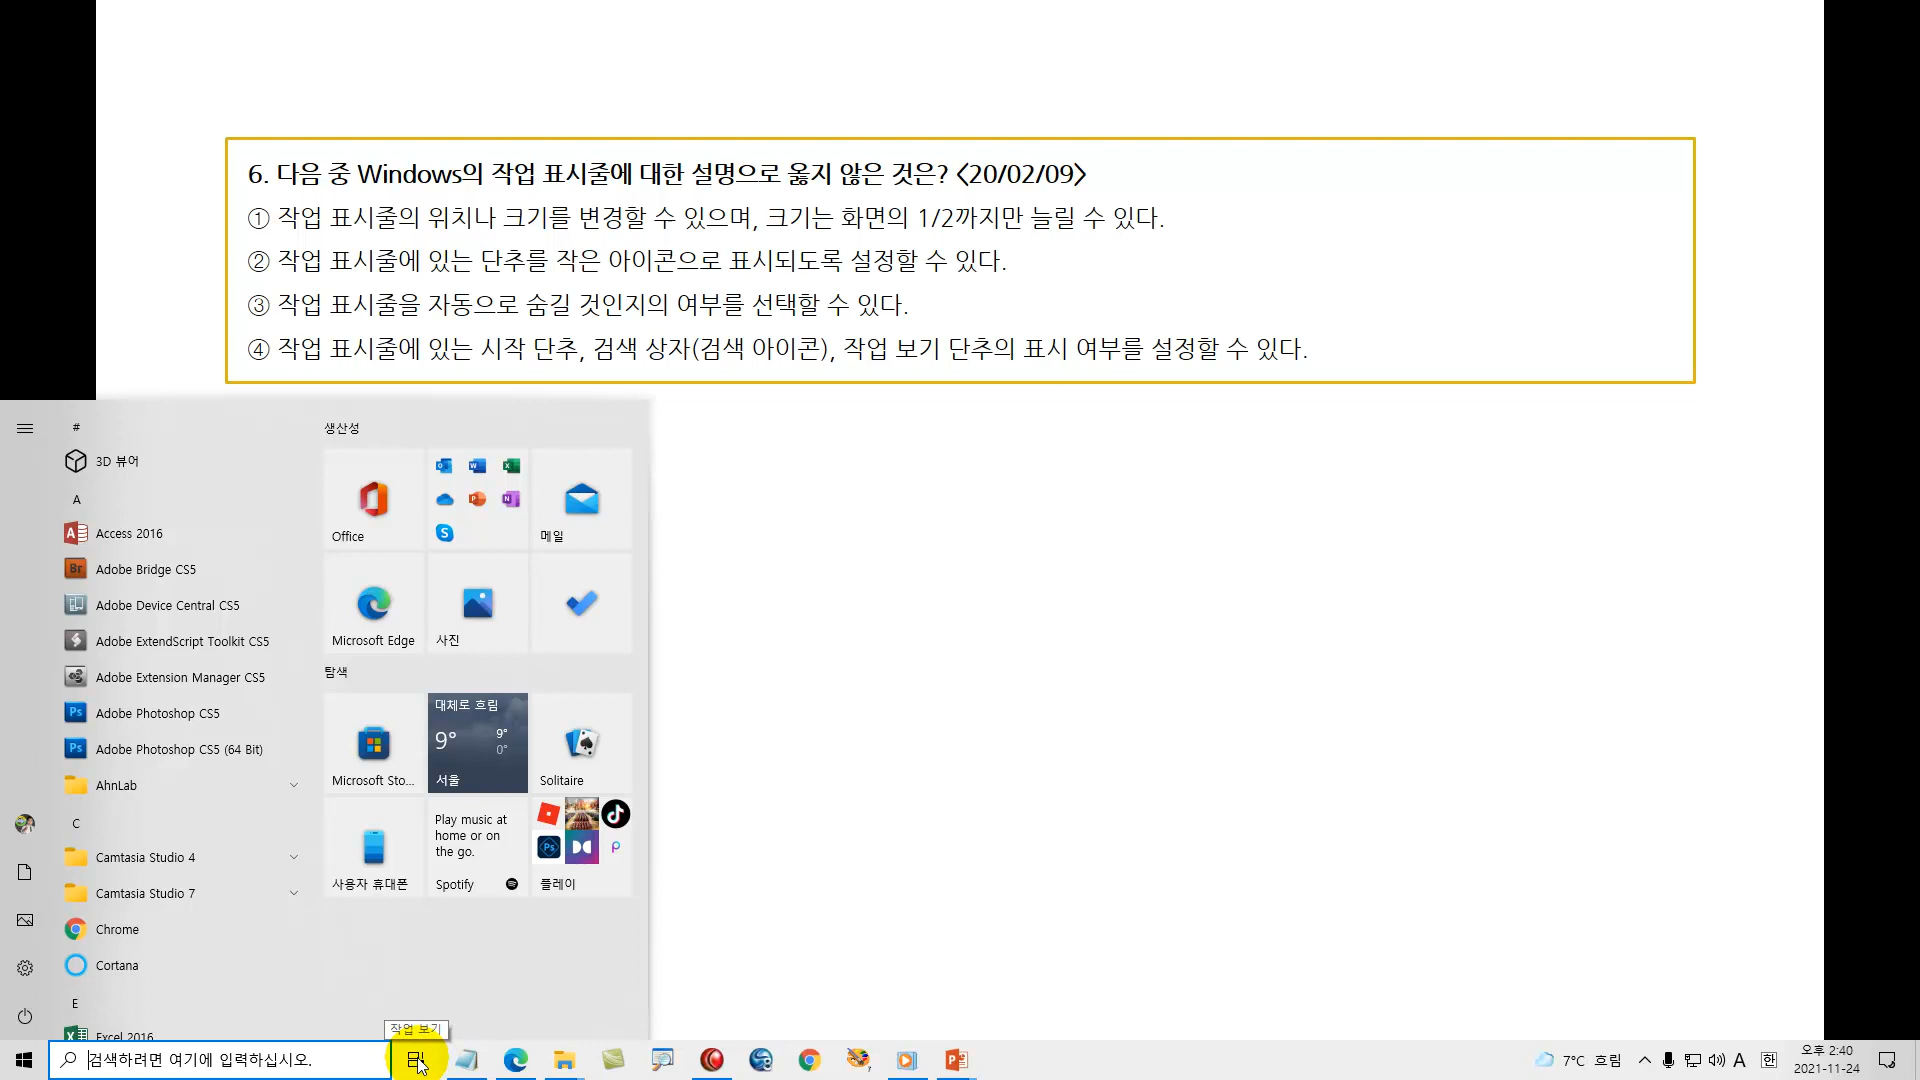 6. 다음 중 Windows의 작업 표시줄에 대한 설명으로 옳지 않은 것은? <20/02/09>
① 작업 표시줄의 위치나 크기를 변경할 수 있으며, 크기는 화면의 1/2까지만 늘릴 수 있다.
② 작업 표시줄에 있는 단추를 작은 아이콘으로 표시되도록 설정할 수 있다.
③ 작업 표시줄을 자동으로 숨길 것인지의 여부를 선택할 수 있다.
④ 작업 표시줄에 있는 시작 단추, 검색 상자(검색 아이콘), 작업 보기 단추의 표시 여부를 설정할 수 있다.
#
3D 뷰어
A
Access 2016
Adobe Bridge CS5
Adobe Device Central CS5
Adobe ExtendScript Toolkit CS5
Adobe Extension Manager CS5
Adobe Photoshop CS5
Adobe Photoshop CS5 (64 Bit)
AhnLab
C
Camtasia Studio 4
Camtasia Studio 7
Chrome
Cortana
E
Excel 2016
생산성
Office
메일
Microsoft Edge
사진
탐색
Microsoft Sto...
대체로 흐림
9°
9°
0°
서울
Solitaire
사용자 휴대폰
Play music at
home or on
the go.
Spotify
플레이
작업 보기
검색하려면 여기에 입력하십시오.
7°C 흐림
A
한
오후 2:40
2021-11-24